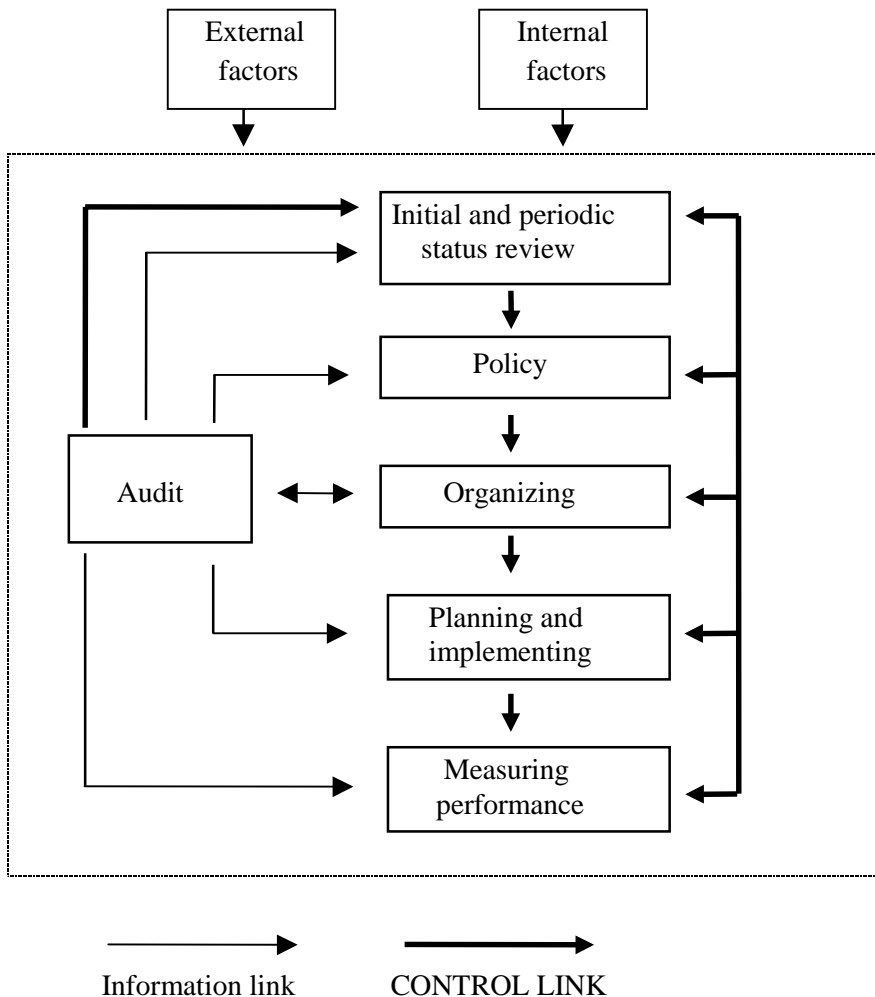 External
factors
Internal
factors
Initial and periodic
status review
Policy
Audit
Organizing
Planning and
implementing
Measuring
performance
Information link
CONTROL LINK